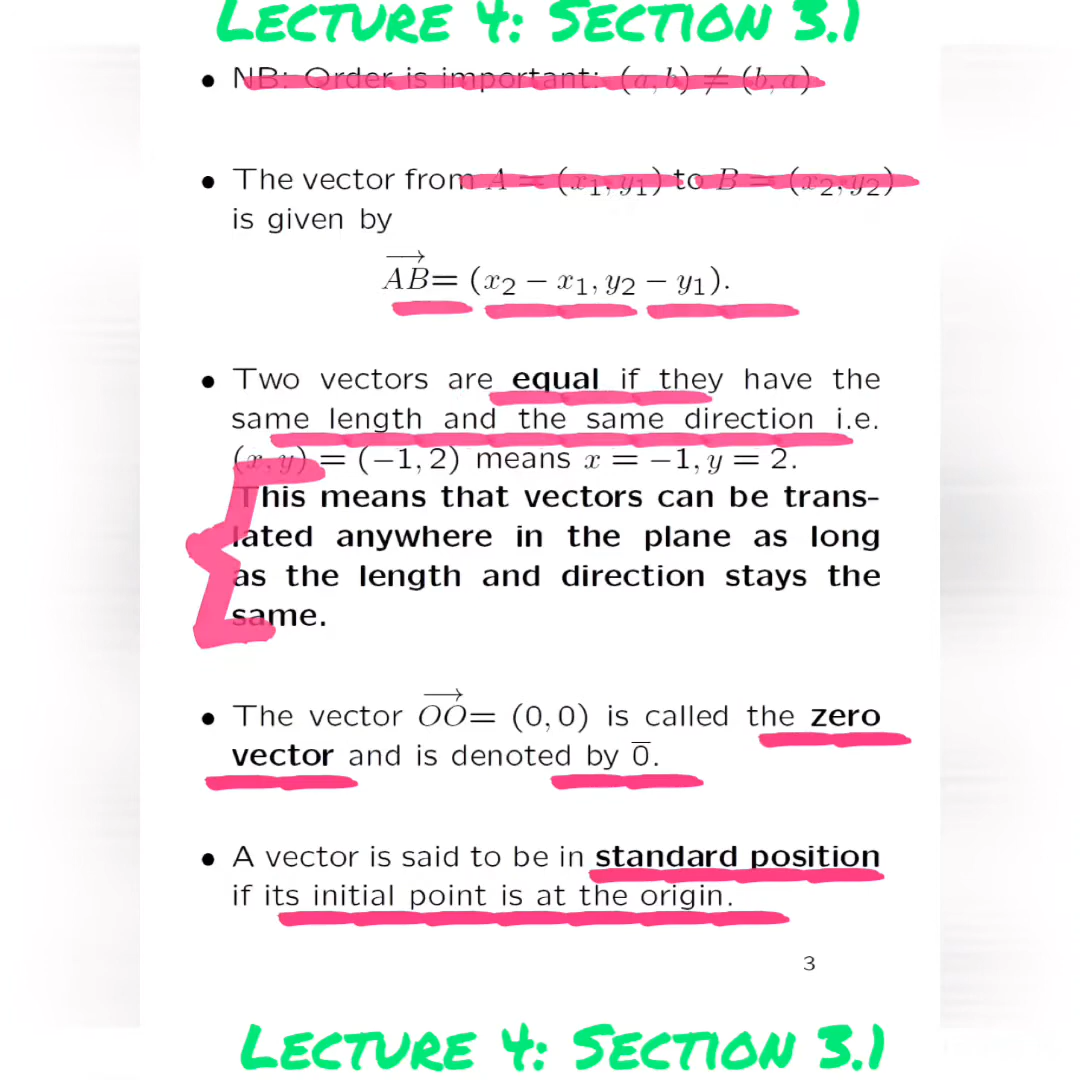 LECTURE 4: SECTION 3.1
• NB: Order is important: (a, b) ≠ (b, a)
• The vector from A = (x₁, y₁) to B = (x₂, y₂)
is given by
A⃗B⃗= (x₂ − x₁, y₂ − y₁).
• Two vectors are equal if they have the
same length and the same direction i.e.
(x, y) = (−1, 2) means x = −1, y = 2.
This means that vectors can be trans-
lated anywhere in the plane as long
as the length and direction stays the
same.
• The vector O⃗O⃗= (0, 0) is called the zero
vector and is denoted by 0̅.
• A vector is said to be in standard position
if its initial point is at the origin.
3
LECTURE 4: SECTION 3.1